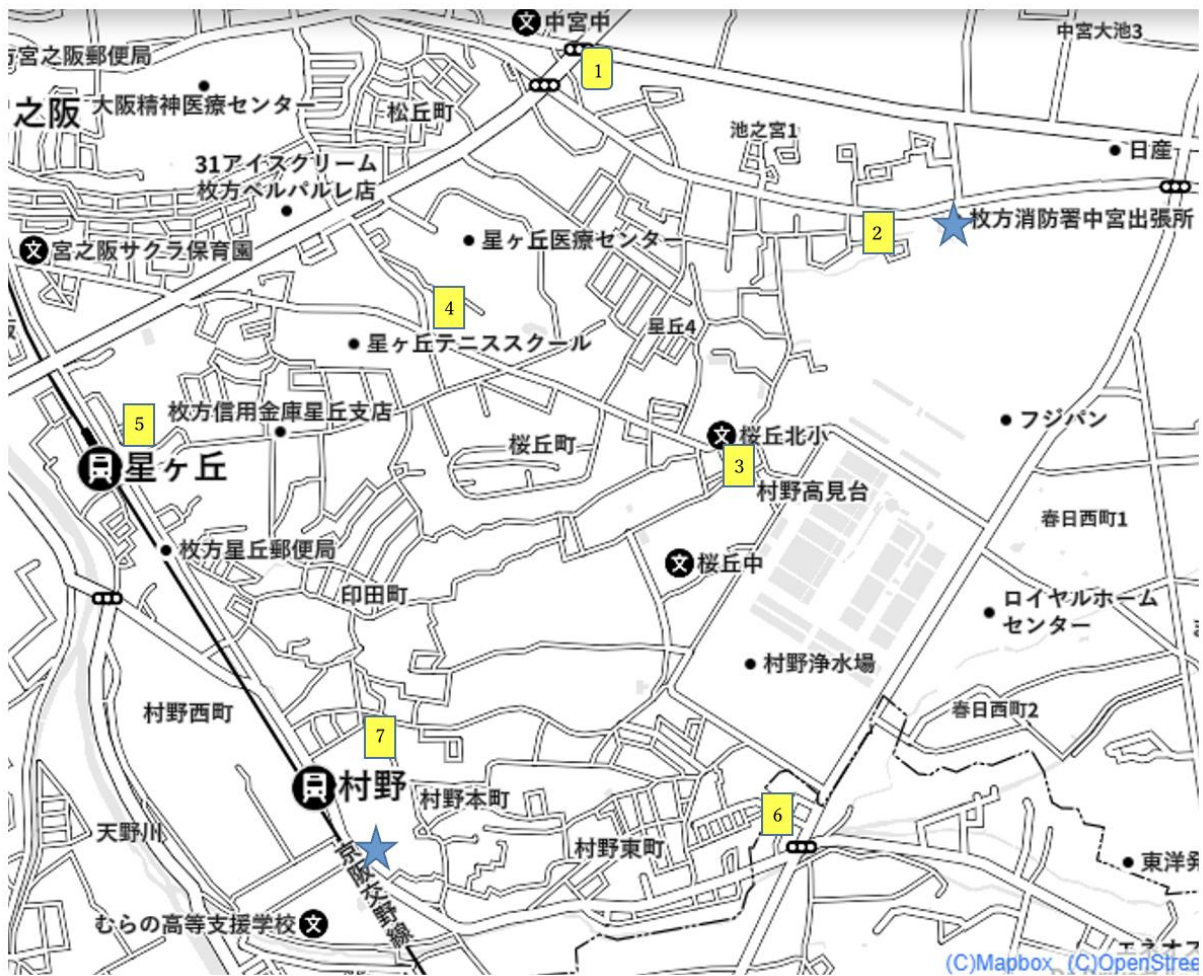 中宮中
中宮大池3
方宮之阪郵便局
1
之阪
大阪精神医療センター
松丘町
池之宮1
日産
31アイスクリーム
枚方ベルパルレ店
2
枚方消防署中宮出張所
宮之阪サクラ保育園
星ヶ丘医療センター
4
星丘4
星ヶ丘テニススクール
5
枚方信用金庫星丘支店
桜丘町
桜丘北小
フジパン
星ヶ丘
3
村野高見台
春日西町1
枚方星丘郵便局
桜丘中
印田町
ロイヤルホーム
センター
村野浄水場
村野西町
7
春日西町2
村野
村野本町
6
天野川
村野東町
京阪交野線
東洋発
むらの高等支援学校
エネオス
(C)Mapbox (C)OpenStree